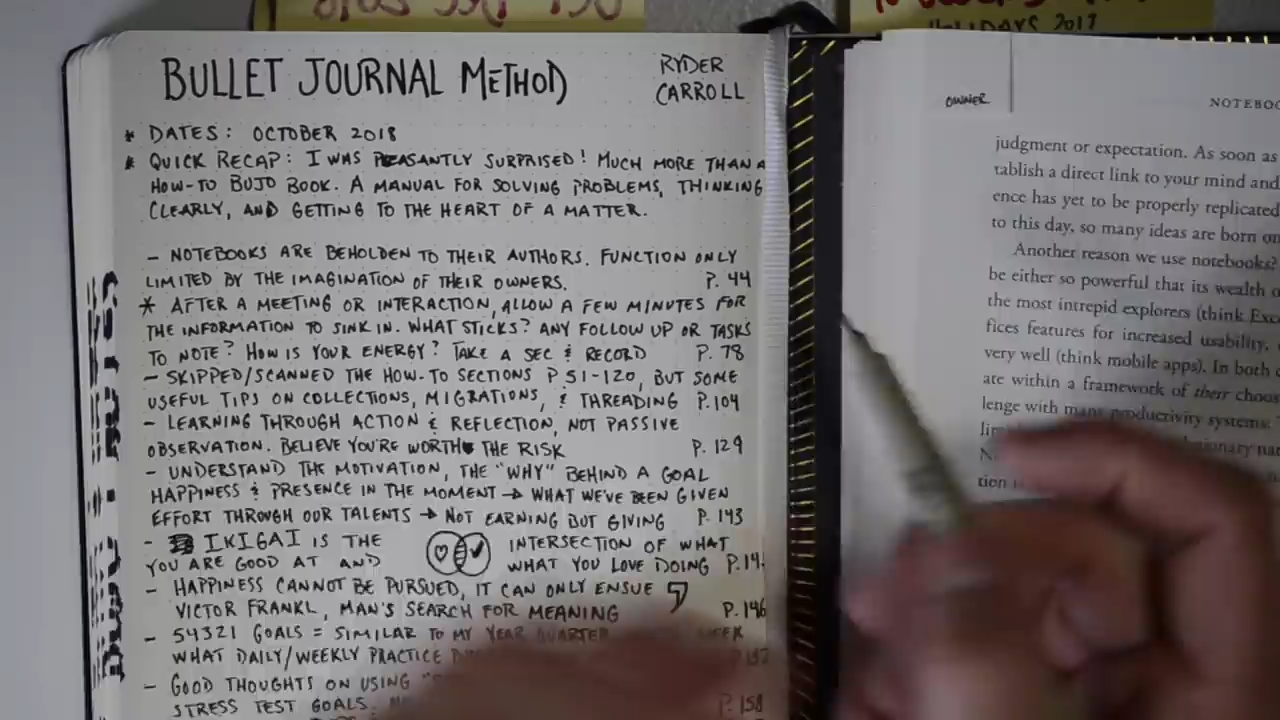 HOLIDAYS 2017
BULLET JOURNAL METHOD
RYDER
CARROLL
* DATES: OCTOBER 2018
* QUICK RECAP: I WAS PLEASANTLY SURPRISED! MUCH MORE THAN A
HOW-TO BUJO BOOK. A MANUAL FOR SOLVING PROBLEMS, THINKING
CLEARLY, AND GETTING TO THE HEART OF A MATTER.
- NOTEBOOKS ARE BEHOLDEN TO THEIR AUTHORS. FUNCTION ONLY
LIMITED BY THE IMAGINATION OF THEIR OWNERS. P. 44
* AFTER A MEETING OR INTERACTION, ALLOW A FEW MINUTES FOR
THE INFORMATION TO SINK IN. WHAT STICKS? ANY FOLLOW UP OR TASKS
TO NOTE? HOW IS YOUR ENERGY? TAKE A SEC & RECORD P. 78
- SKIPPED/SCANNED THE HOW-TO SECTIONS P.51-120, BUT SOME
USEFUL TIPS ON COLLECTIONS, MIGRATIONS, & THREADING P.104
- LEARNING THROUGH ACTION & REFLECTION, NOT PASSIVE
OBSERVATION. BELIEVE YOU'RE WORTH THE RISK P. 129
- UNDERSTAND THE MOTIVATION, THE "WHY" BEHIND A GOAL
HAPPINESS & PRESENCE IN THE MOMENT → WHAT WE'VE BEEN GIVEN
EFFORT THROUGH OUR TALENTS → NOT EARNING BUT GIVING P. 143
- IKIGAI IS THE INTERSECTION OF WHAT
YOU ARE GOOD AT AND WHAT YOU LOVE DOING
- HAPPINESS CANNOT BE PURSUED, IT CAN ONLY ENSUE
VICTOR FRANKL, MAN'S SEARCH FOR MEANING P. 146
- 54321 GOALS = SIMILAR TO MY YEAR QUARTER
WHAT DAILY/WEEKLY PRACTICE
- GOOD THOUGHTS ON USING
STRESS TEST GOALS. P. 158
OWNER
judgment or expectation. As soon as
tablish a direct link to your mind and
ence has yet to be properly replicated
to this day, so many ideas are born on
Another reason we use notebooks?
be either so powerful that its wealth o
the most intrepid explorers (think
fices features for increased usability,
very well (think mobile apps). In both
ate within a framework of their
lenge with many productivity systems: